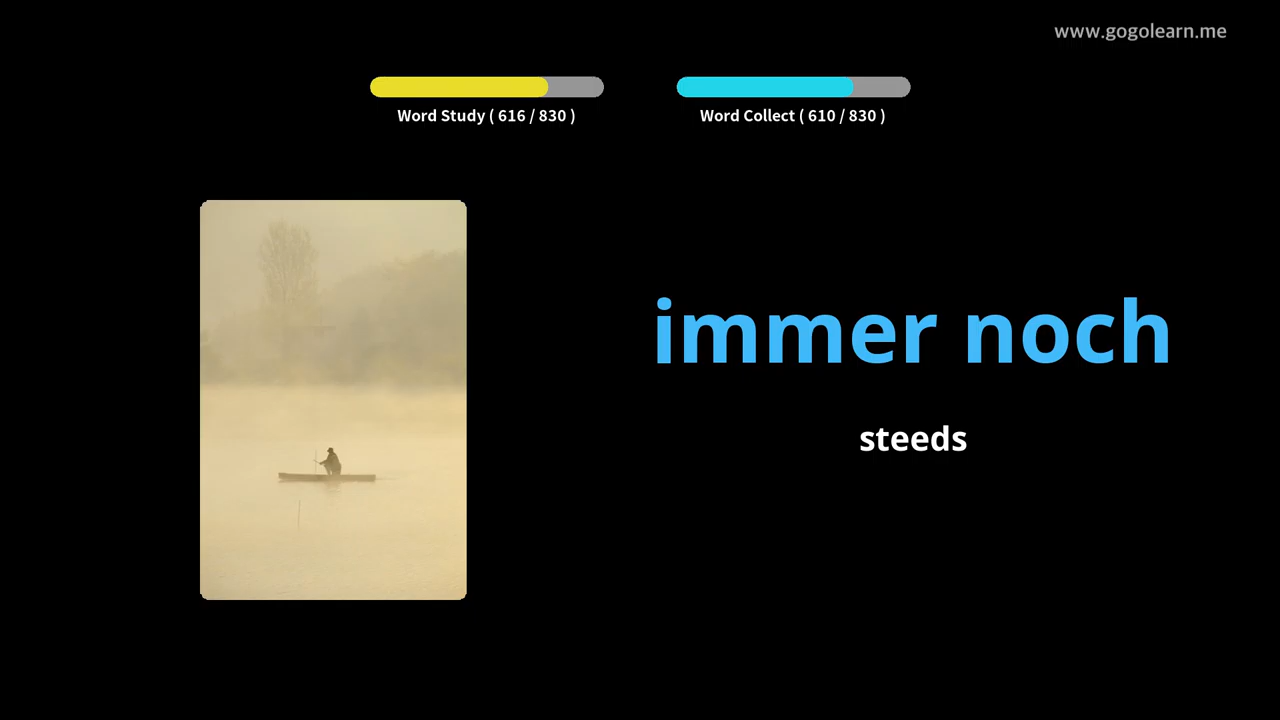 www.gogolearn.me
Word Study ( 616 / 830 )
Word Collect ( 610 / 830 )
immer noch
steeds